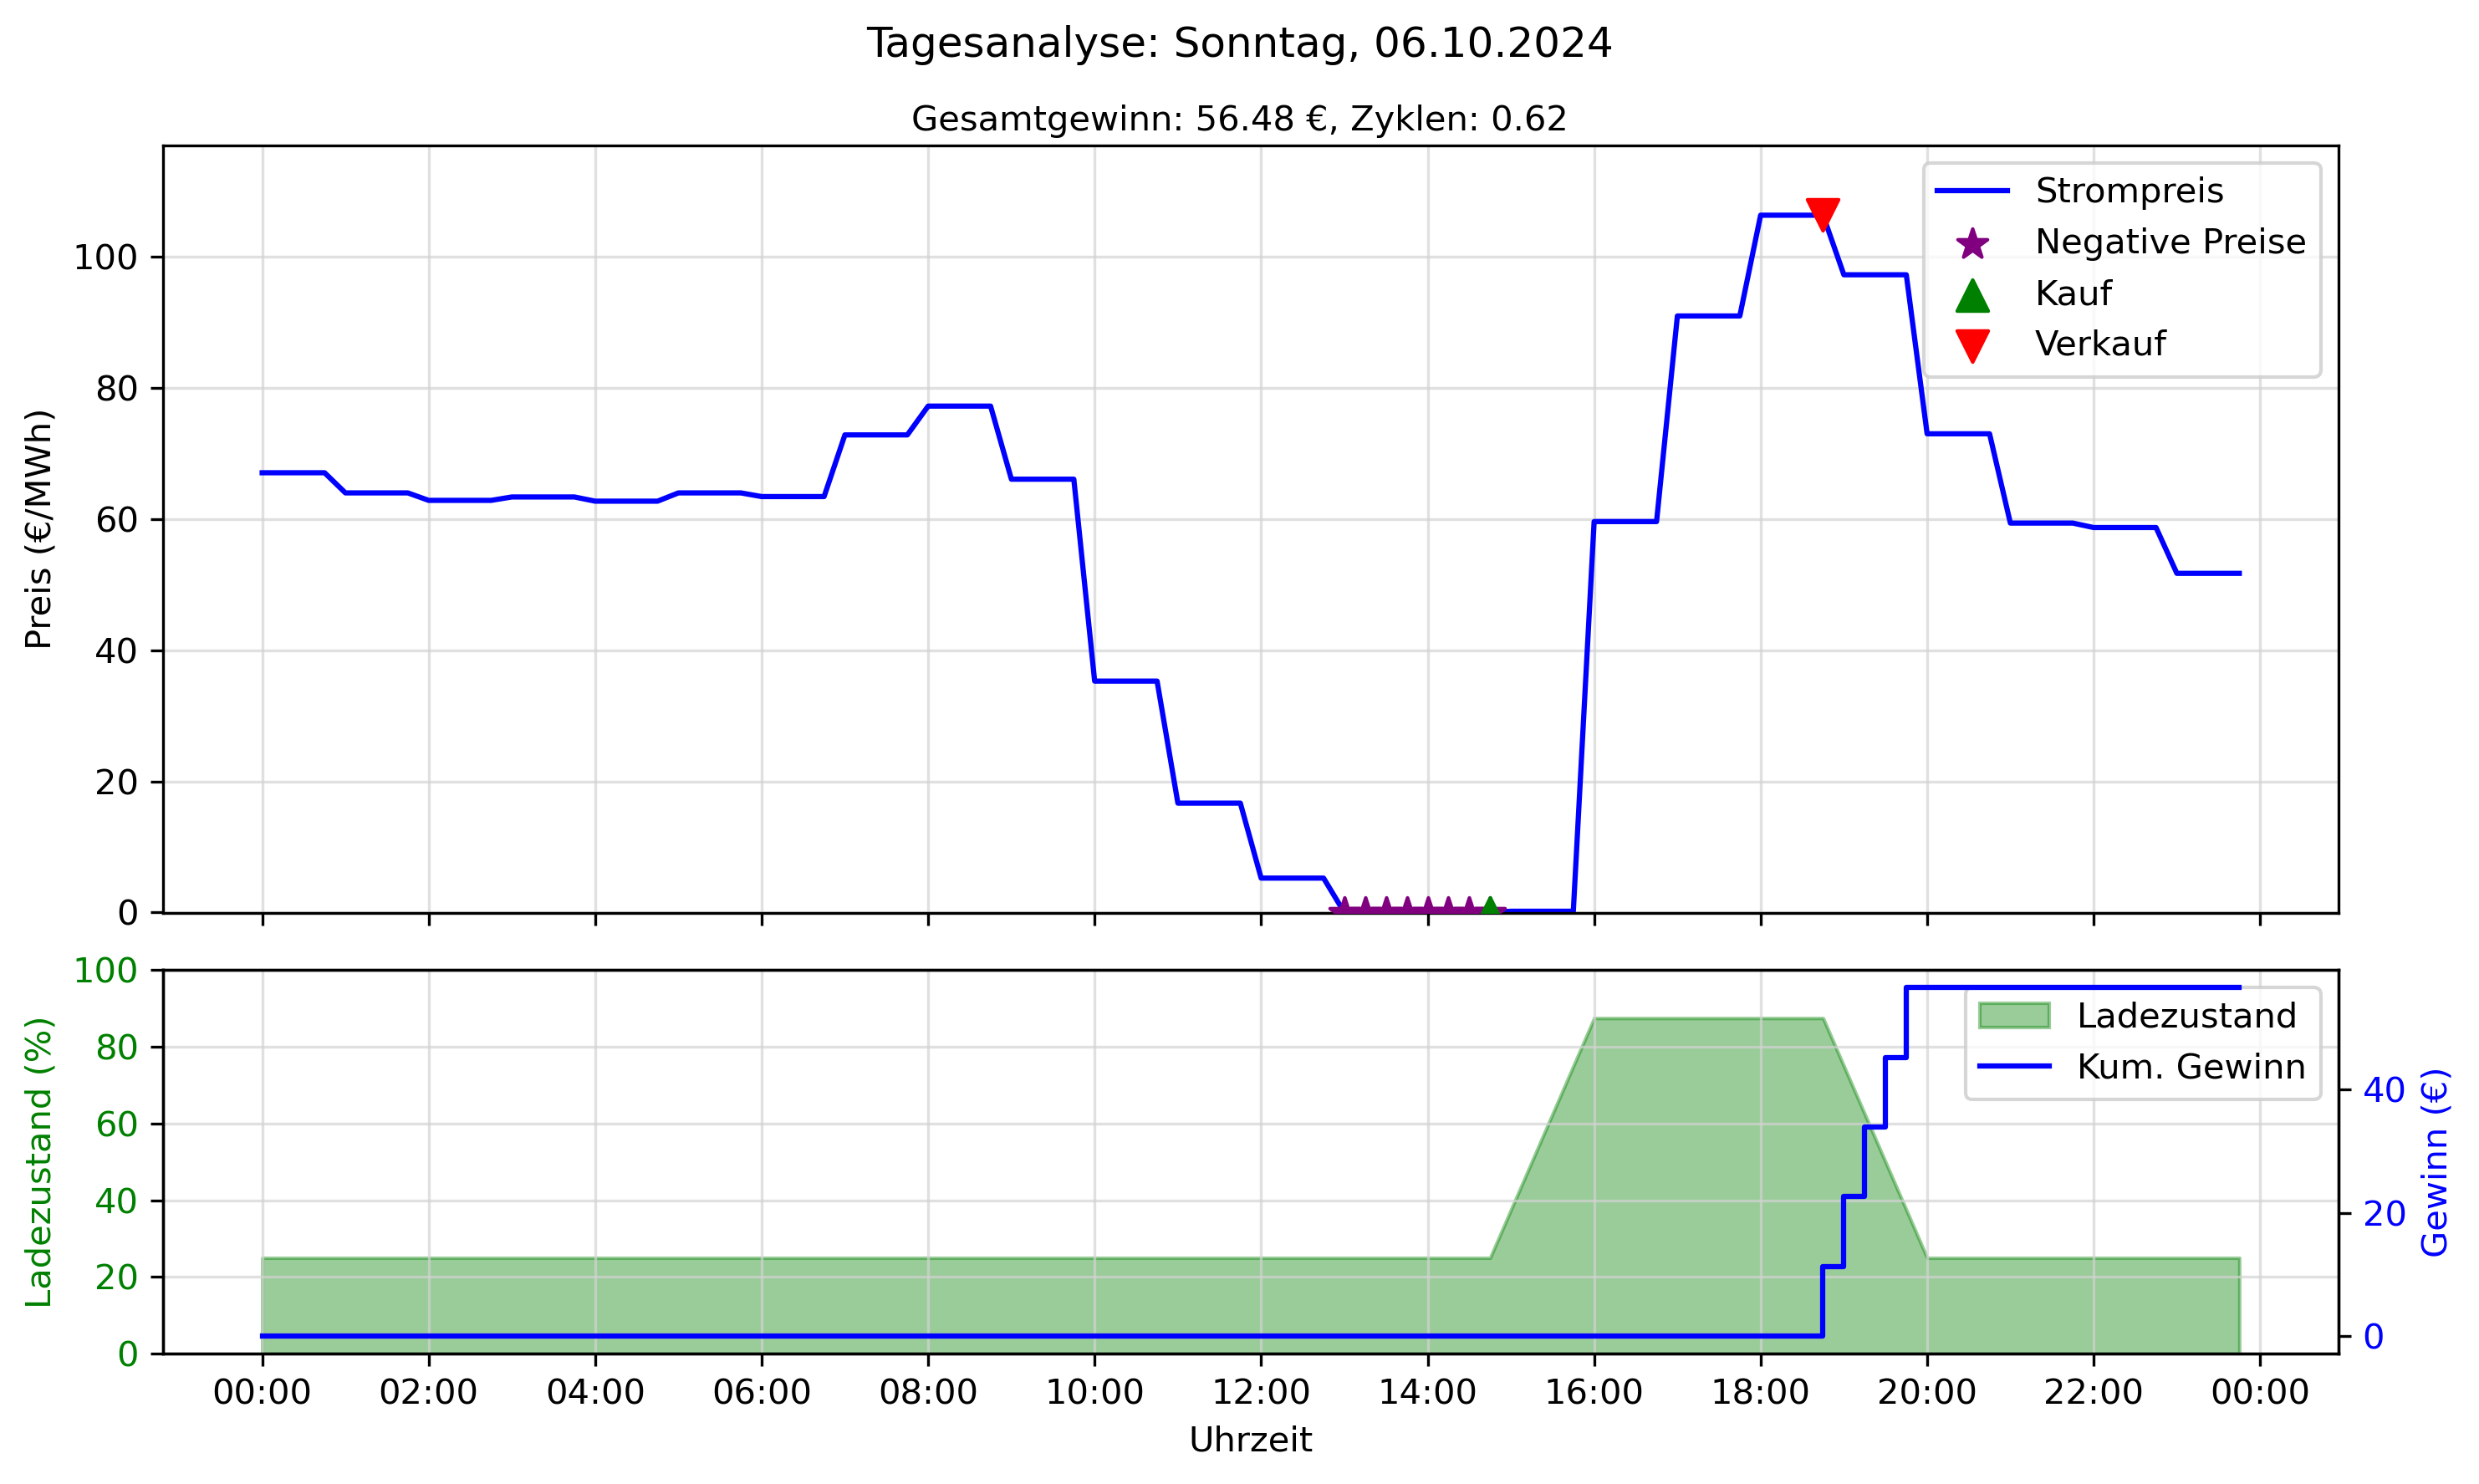 Tagesanalyse: Sonntag, 06.10.2024
Gesamtgewinn: 56.48 €, Zyklen: 0.62
Preis (€/MWh)
100
80
60
40
20
0
Strompreis
Negative Preise
Kauf
Verkauf
Ladezustand (%)
100
80
60
40
20
0
Ladezustand
Kum. Gewinn
40
20
0
Gewinn (€)
00:00 02:00 04:00 06:00 08:00 10:00 12:00 14:00 16:00 18:00 20:00 22:00 00:00
Uhrzeit